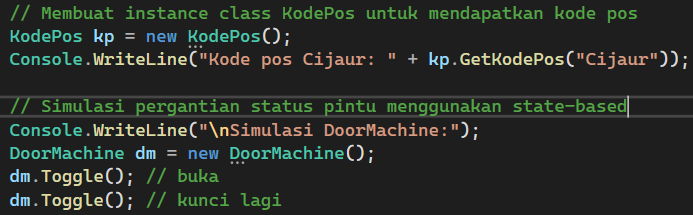 // Membuat instance class KodePos untuk mendapatkan kode pos
KodePos kp = new KodePos();
Console.WriteLine("Kode pos Cijaur: " + kp.GetKodePos("Cijaur"));
// Simulasi pergantian status pintu menggunakan state-based
Console.WriteLine("\nSimulasi DoorMachine:");
DoorMachine dm = new DoorMachine();
dm.Toggle(); // buka
dm.Toggle(); // kunci lagi